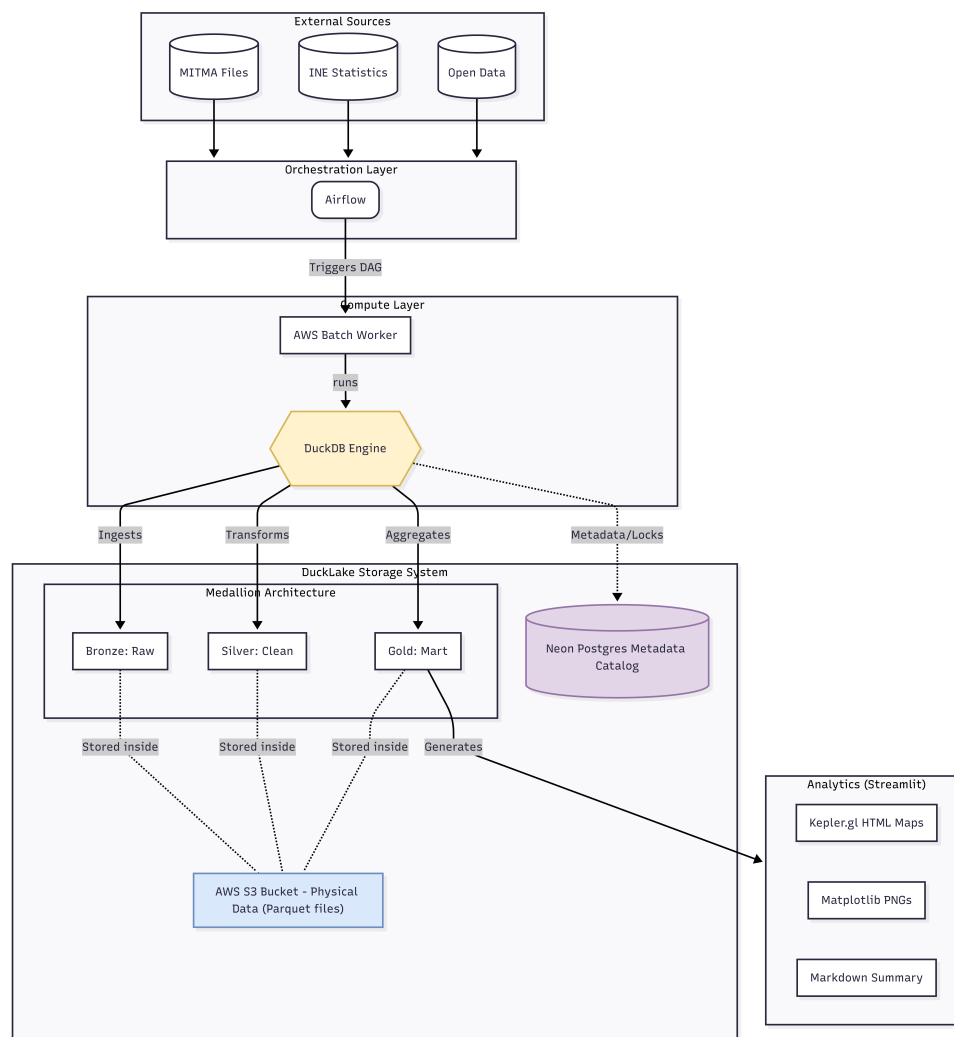 External Sources
MITMA Files
INE Statistics
Open Data
Orchestration Layer
Airflow
Triggers DAG
Compute Layer
AWS Batch Worker
runs
DuckDB Engine
Ingests
Transforms
Aggregates
Metadata/Locks
DuckLake Storage System
Medallion Architecture
Bronze: Raw
Silver: Clean
Gold: Mart
Neon Postgres Metadata
Catalog
Stored inside
Stored inside
Stored inside
Generates
Analytics (Streamlit)
Kepler.gl HTML Maps
Matplotlib PNGs
Markdown Summary
AWS S3 Bucket - Physical
Data (Parquet files)